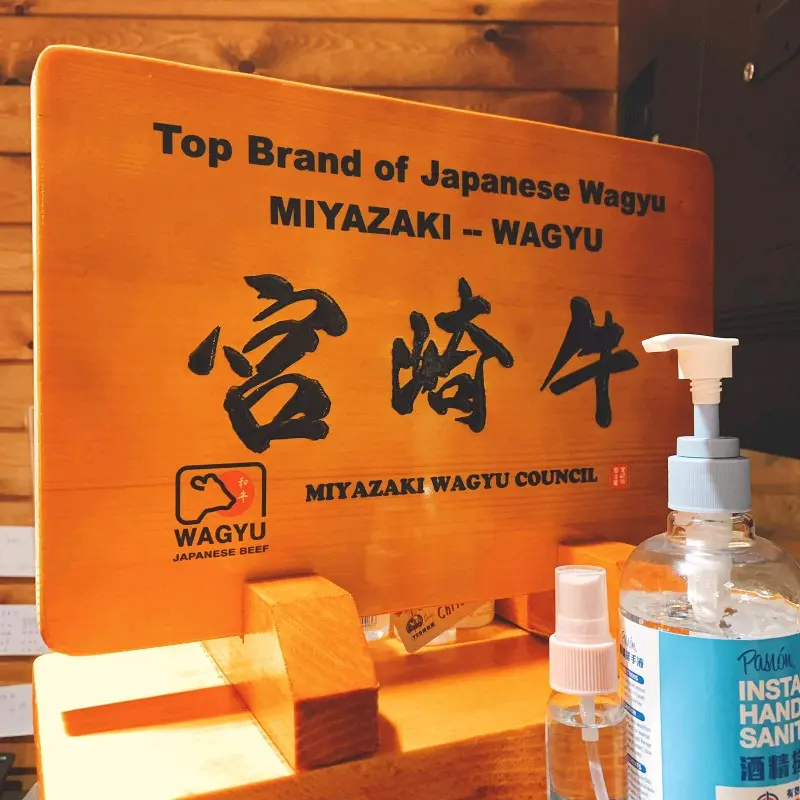 Top Brand of Japanese Wagyu
MIYAZAKI -- WAGYU
宮崎牛
和牛
WAGYU
JAPANESE BEEF
MIYAZAKI WAGYU COUNCIL
Pasión
INSTA
HAND
SANIT
酒精搓